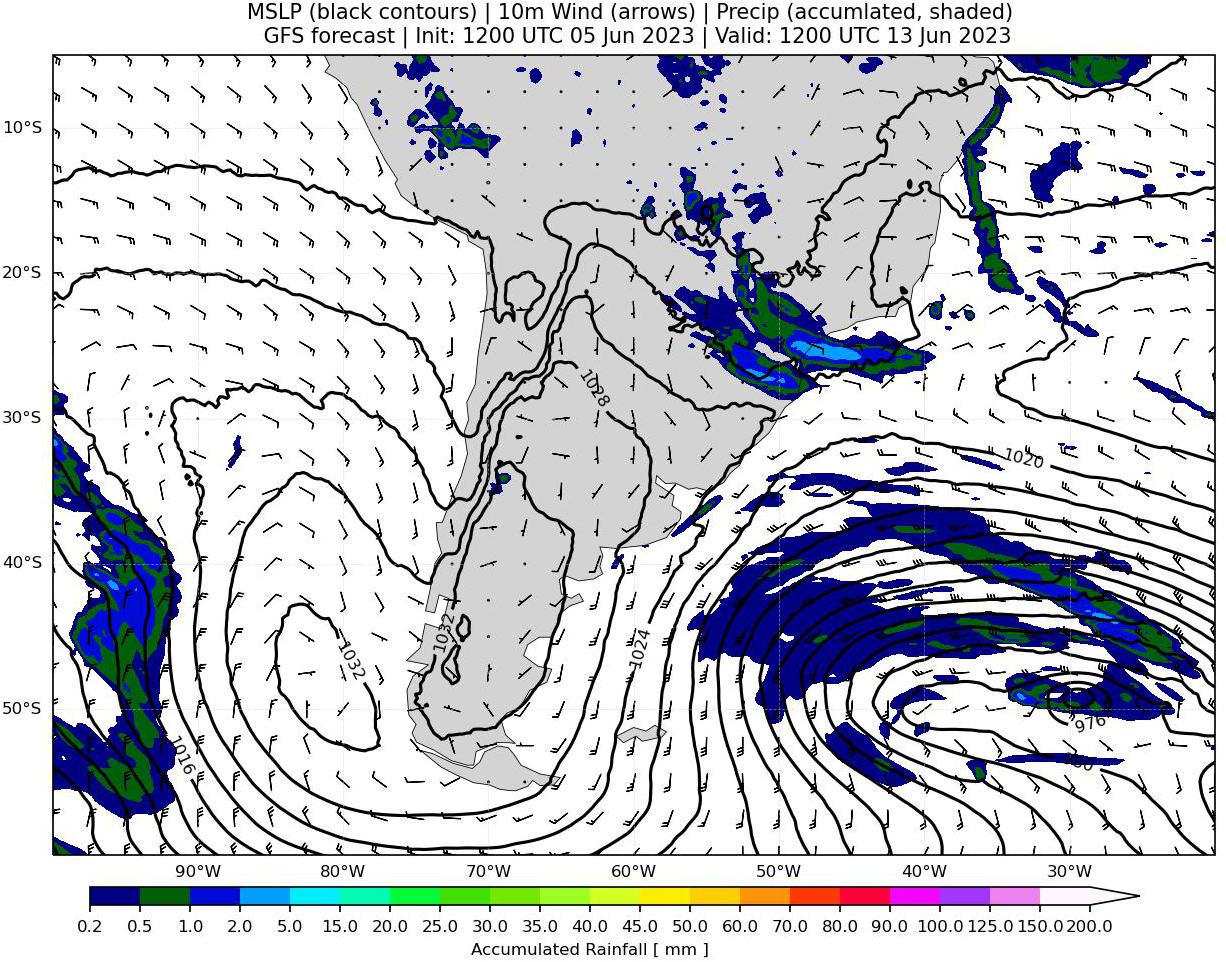 MSLP (black contours) | 10m Wind (arrows) | Precip (accumlated, shaded)
GFS forecast | Init: 1200 UTC 05 Jun 2023 | Valid: 1200 UTC 13 Jun 2023
10°S
20°S
1028
30°S
1020
40°S
1032
1024
1032
50°S
976
1016
980
90°W 80°W 70°W 60°W 50°W 40°W 30°W
0.2 0.5 1.0 2.0 5.0 10.0 15.0 20.0 25.0 30.0 35.0 40.0 45.0 50.0 60.0 70.0 80.0 90.0 100.0 125.0 150.0 200.0
Accumulated Rainfall [ mm ]